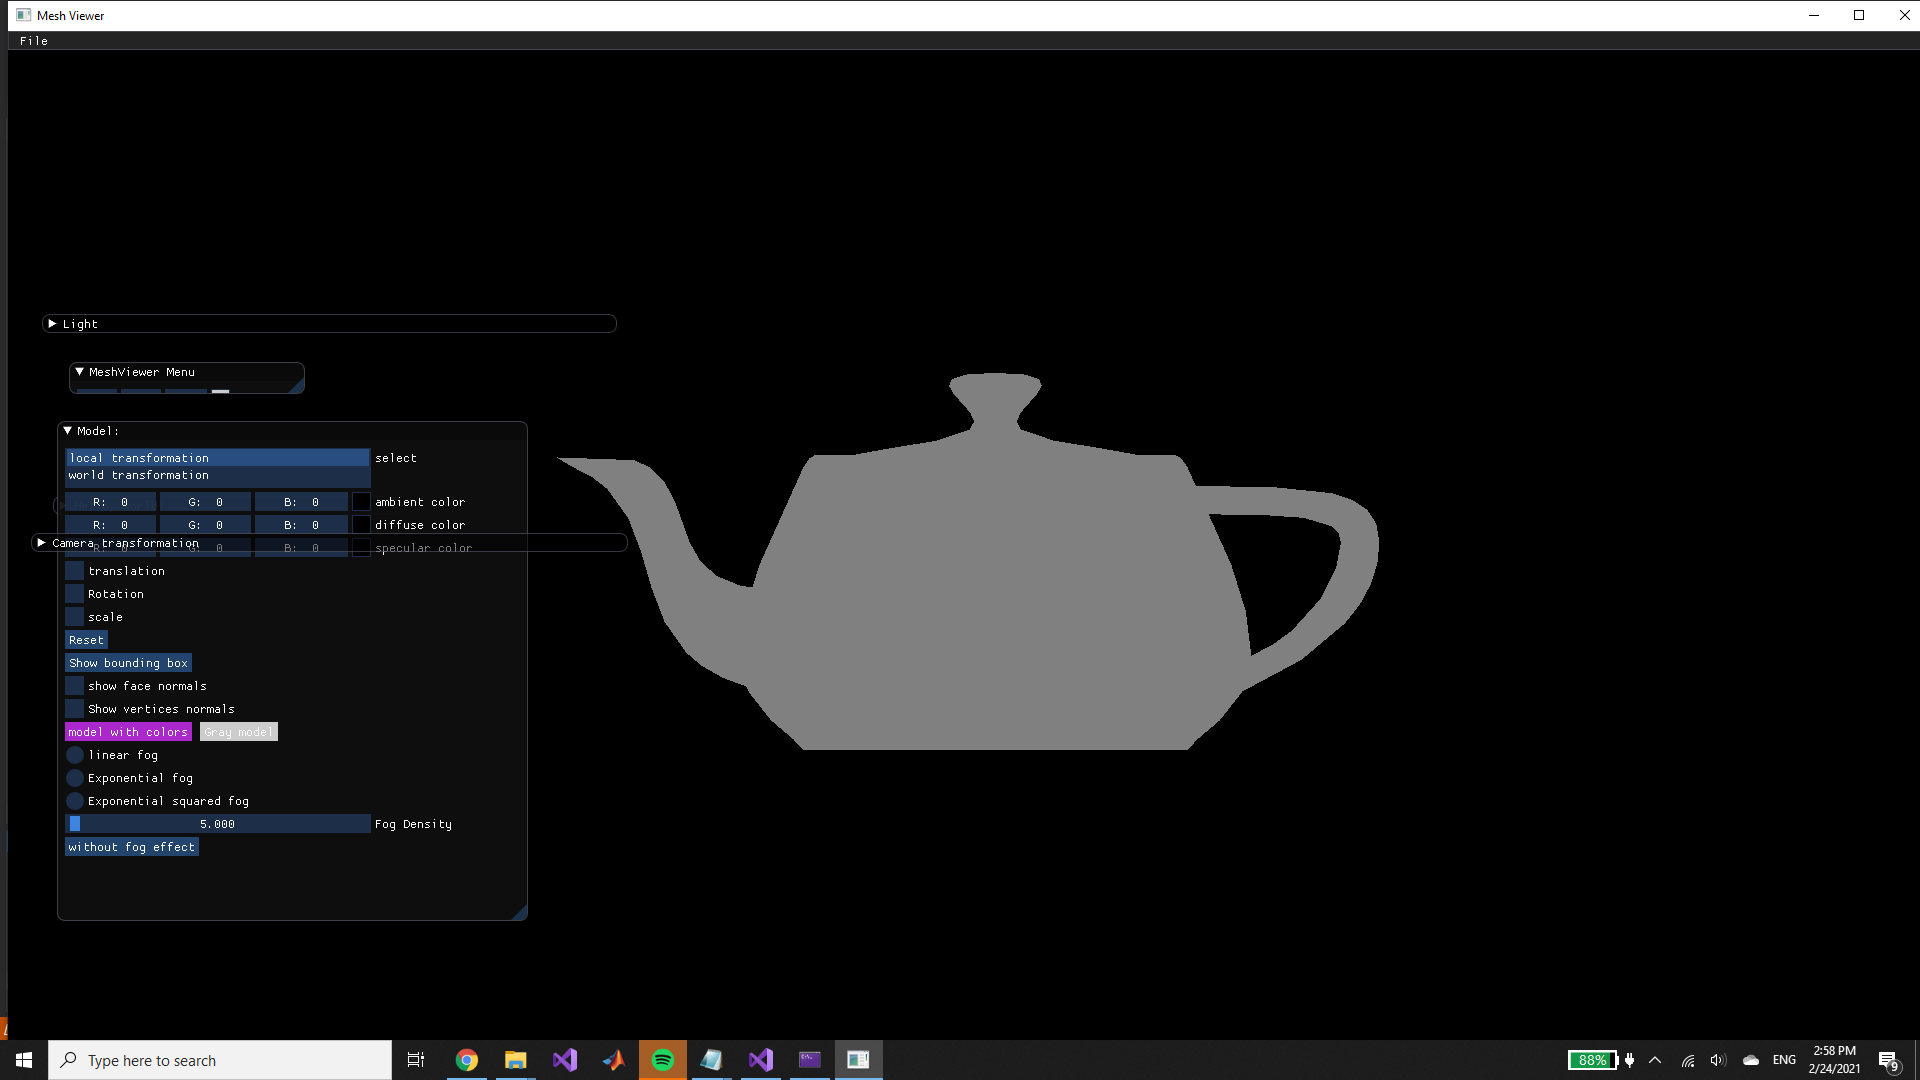 Mesh Viewer
File
Light
MeshViewer Menu
Model:
local transformation select
world transformation
R: 0 G: 0 B: 0 ambient color
R: 0 G: 0 B: 0 diffuse color
Camera transformation
R: 0 G: 0 B: 0 specular color
translation
Rotation
scale
Reset
Show bounding box
show face normals
Show vertices normals
model with colors Gray model
linear fog
Exponential fog
Exponential squared fog
5.000 Fog Density
without fog effect
Type here to search
88%
ENG
2:58 PM
2/24/2021
9